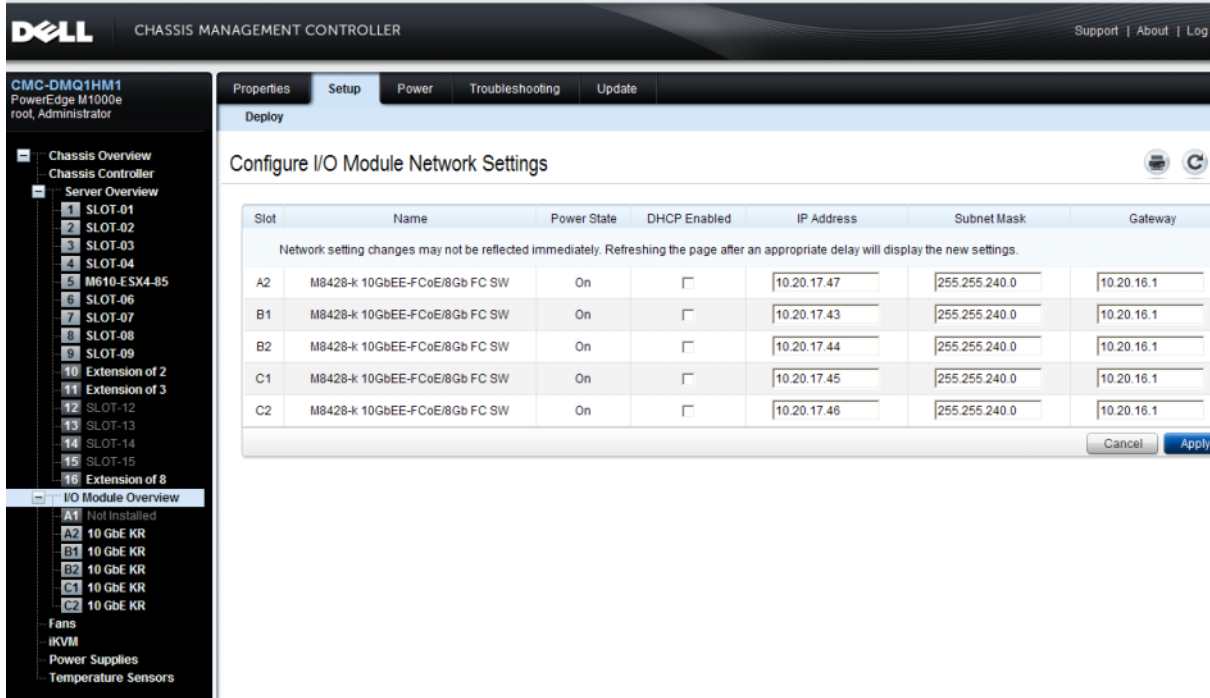 DELL CHASSIS MANAGEMENT CONTROLLER Support | About | Log
CMC-DMQ1HM1
PowerEdge M1000e
root, Administrator
Properties Setup Power Troubleshooting Update
Deploy
Chassis Overview
Chassis Controller
Server Overview
1 SLOT-01
2 SLOT-02
3 SLOT-03
4 SLOT-04
5 M610-ESX4-85
6 SLOT-06
7 SLOT-07
8 SLOT-08
9 SLOT-09
10 Extension of 2
11 Extension of 3
12 SLOT-12
13 SLOT-13
14 SLOT-14
15 SLOT-15
16 Extension of 8
I/O Module Overview
A1 Not Installed
A2 10 GbE KR
B1 10 GbE KR
B2 10 GbE KR
C1 10 GbE KR
C2 10 GbE KR
Fans
iKVM
Power Supplies
Temperature Sensors
Configure I/O Module Network Settings
Slot Name Power State DHCP Enabled IP Address Subnet Mask Gateway
Network setting changes may not be reflected immediately. Refreshing the page after an appropriate delay will display the new settings.
A2 M8428-k 10GbEE-FCoE/8Gb FC SW On 10.20.17.47 255.255.240.0 10.20.16.1
B1 M8428-k 10GbEE-FCoE/8Gb FC SW On 10.20.17.43 255.255.240.0 10.20.16.1
B2 M8428-k 10GbEE-FCoE/8Gb FC SW On 10.20.17.44 255.255.240.0 10.20.16.1
C1 M8428-k 10GbEE-FCoE/8Gb FC SW On 10.20.17.45 255.255.240.0 10.20.16.1
C2 M8428-k 10GbEE-FCoE/8Gb FC SW On 10.20.17.46 255.255.240.0 10.20.16.1
Cancel Apply